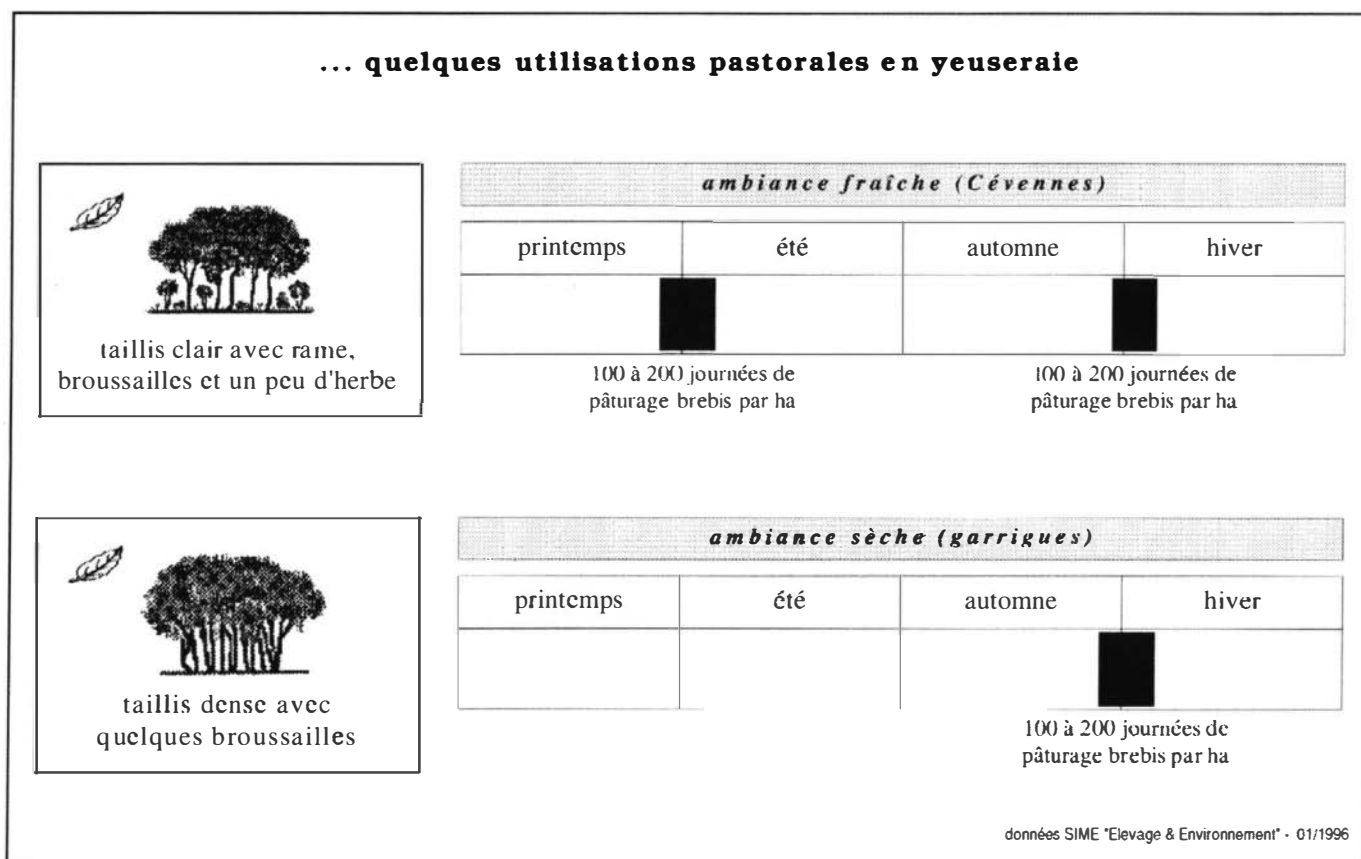 ... quelques utilisations pastorales en yeuseraie
taillis clair avec rame,
broussailles et un peu d'herbe
ambiance fraîche (Cévennes)
printemps été automne hiver
100 à 200 journées de
pâturage brebis par ha
100 à 200 journées de
pâturage brebis par ha
taillis dense avec
quelques broussailles
ambiance sèche (garrigues)
printemps été automne hiver
100 à 200 journées de
pâturage brebis par ha
données SIME "Elevage & Environnement" - 01/1996